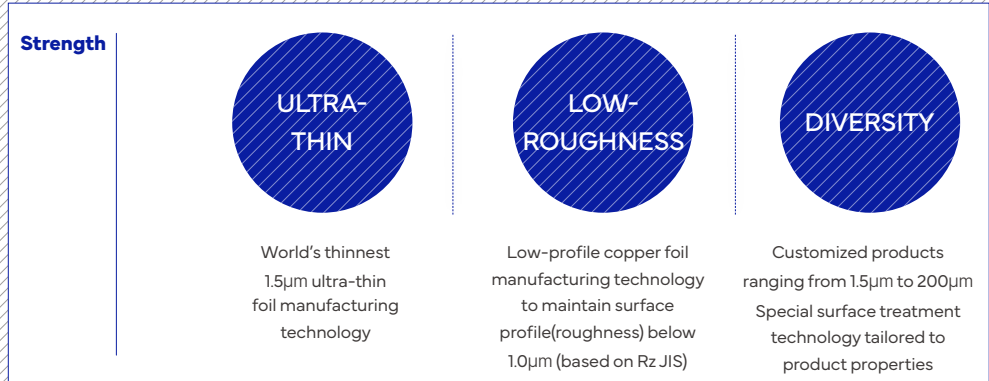 Strength
ULTRA-
THIN
World's thinnest
1.5μm ultra-thin
foil manufacturing
technology
LOW-
ROUGHNESS
Low-profile copper foil
manufacturing technology
to maintain surface
profile(roughness) below
1.0μm (based on Rz JIS)
DIVERSITY
Customized products
ranging from 1.5μm to 200μm
Special surface treatment
technology tailored to
product properties